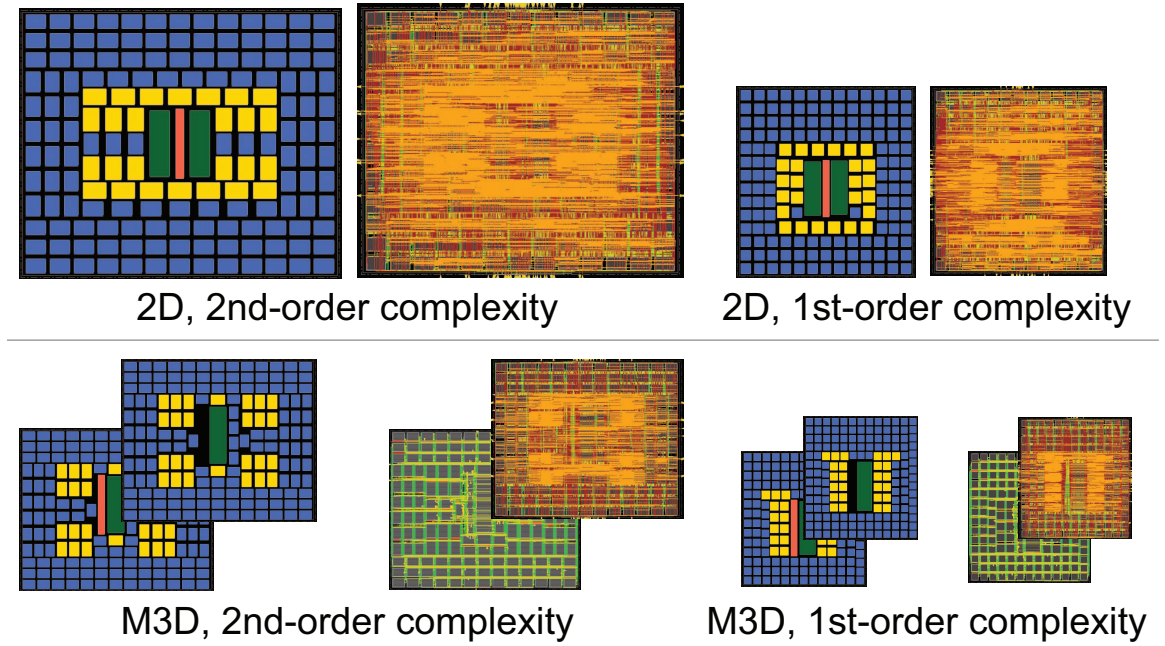 2D, 2nd-order complexity
2D, 1st-order complexity
M3D, 2nd-order complexity
M3D, 1st-order complexity